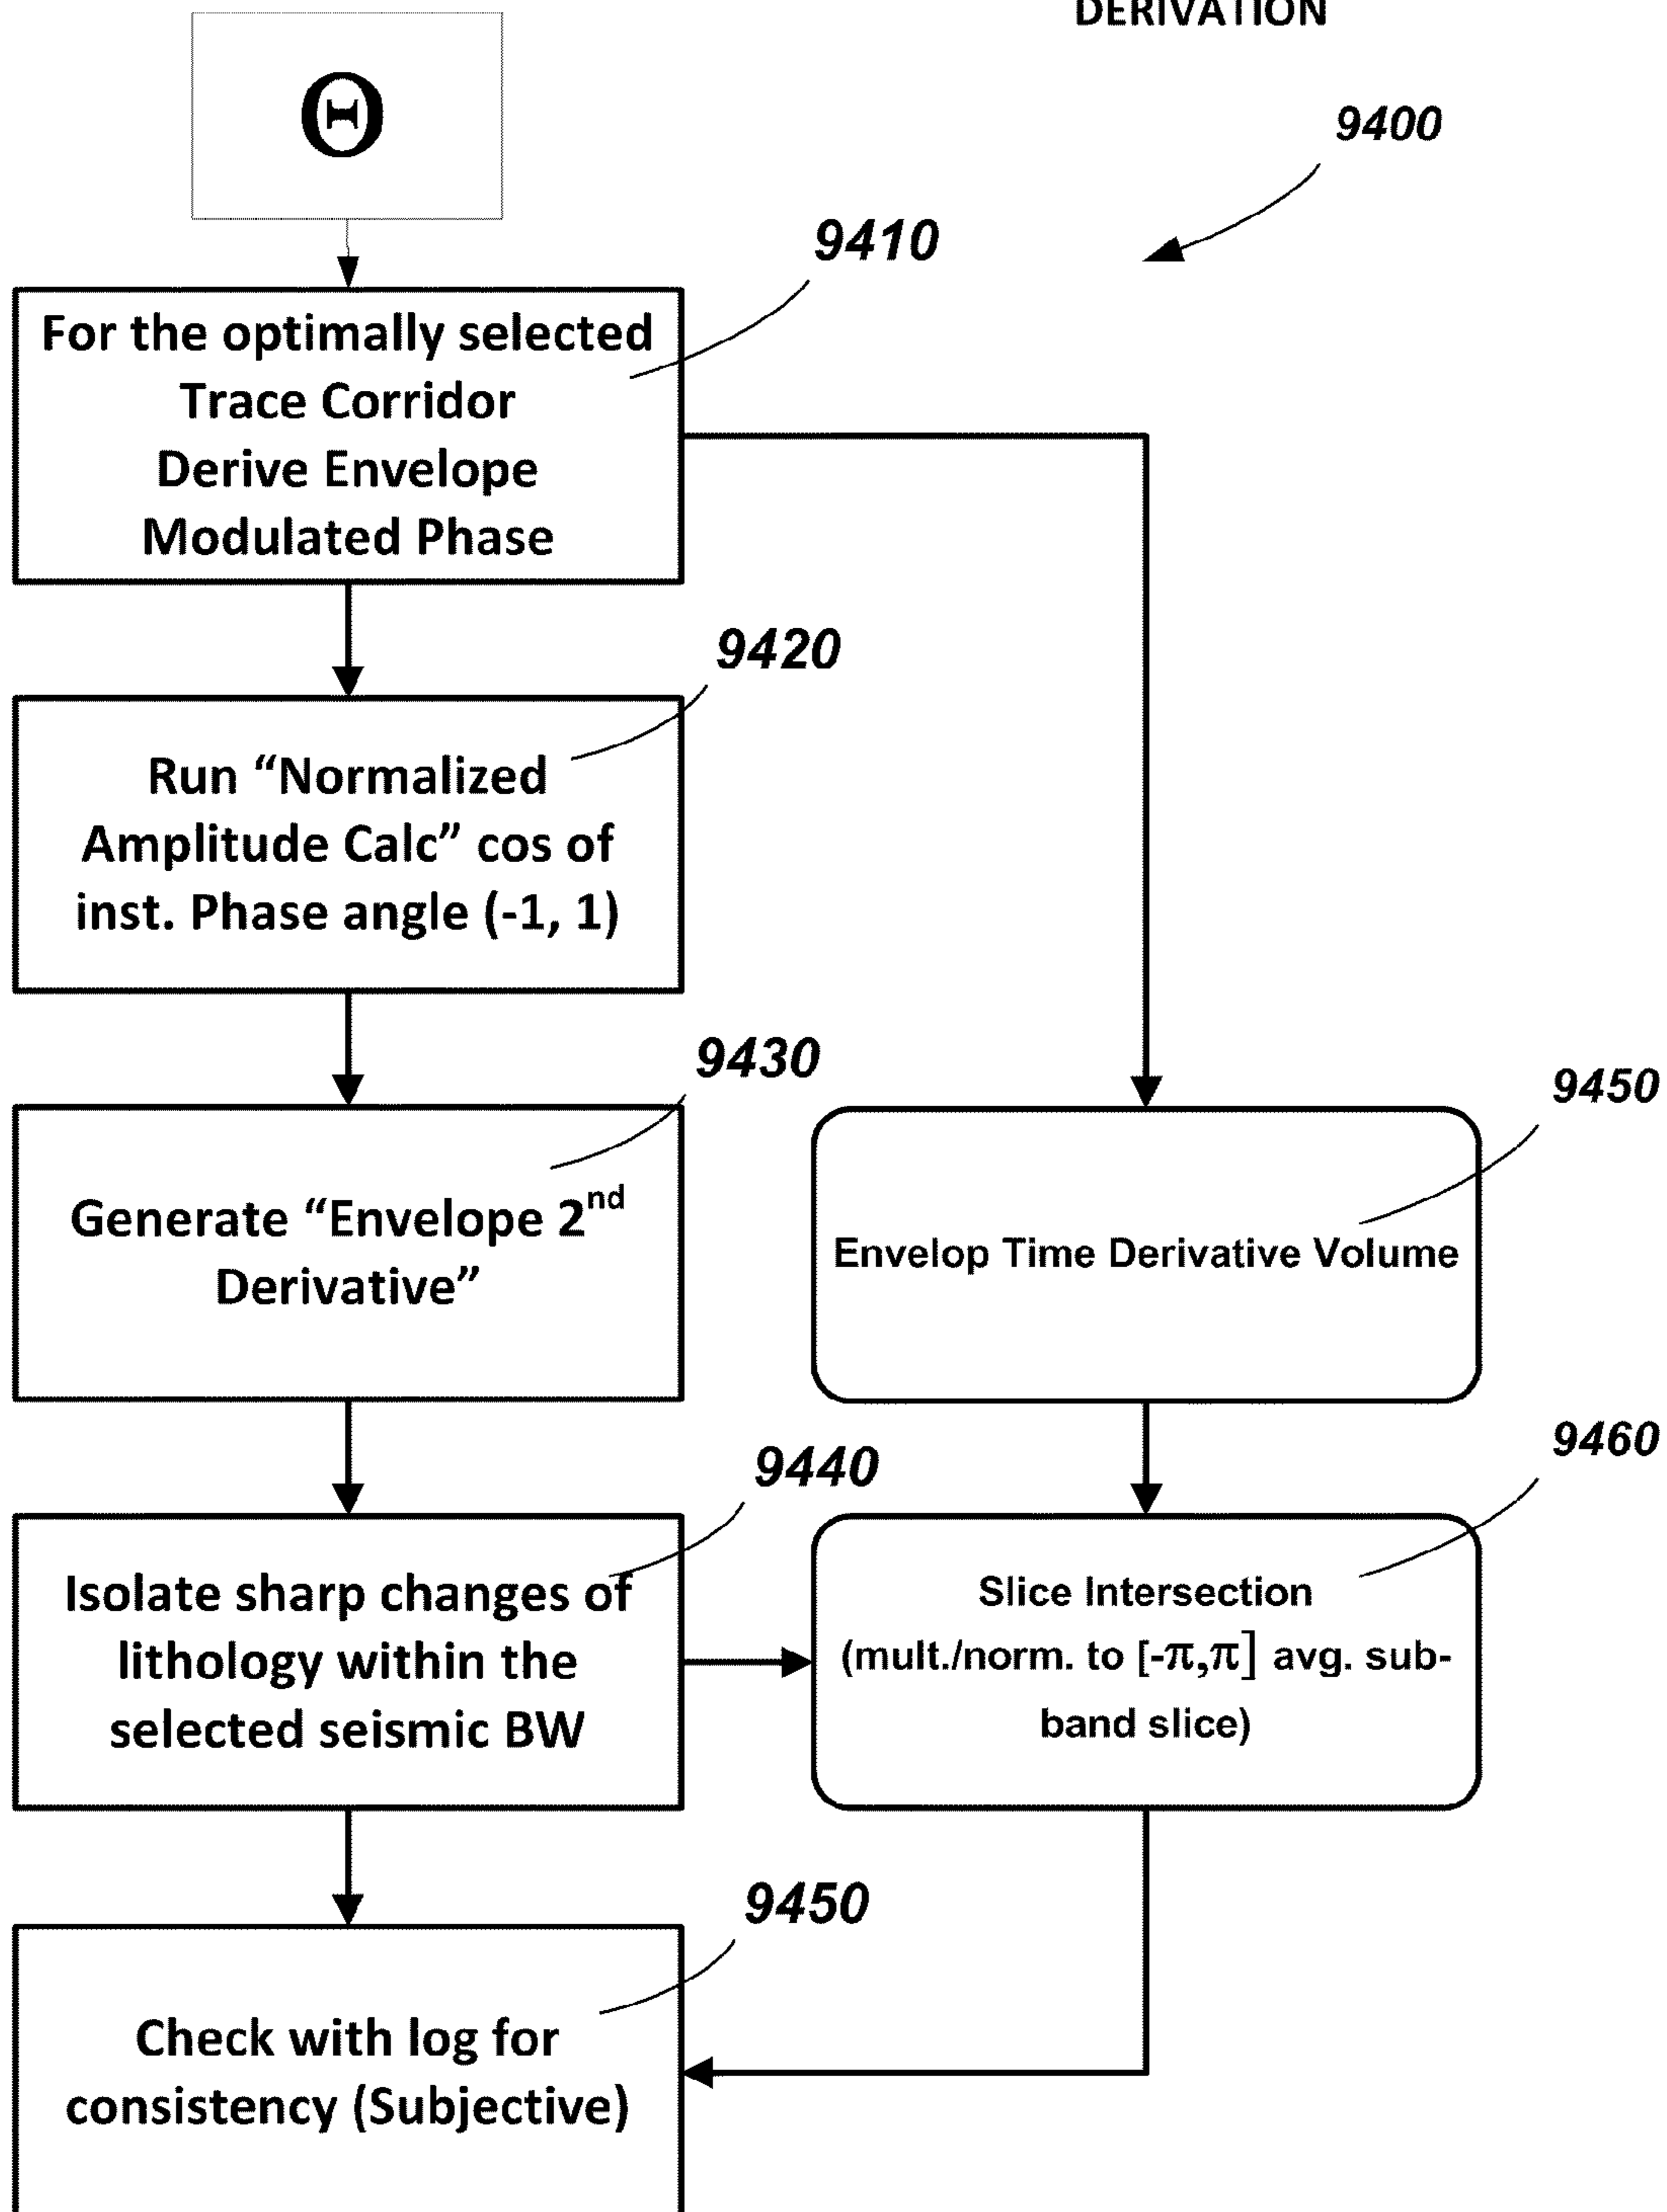 DERIVATION
Θ
9400
9410
For the optimally selected
Trace Corridor
Derive Envelope
Modulated Phase
9420
Run “Normalized
Amplitude Calc” cos of
inst. Phase angle (-1, 1)
9430
Generate “Envelope 2nd
Derivative”
9450
Envelop Time Derivative Volume
9440
Isolate sharp changes of
lithology within the
selected seismic BW
9460
Slice Intersection
(mult./norm. to [-π,π] avg. sub-
band slice)
9450
Check with log for
consistency (Subjective)